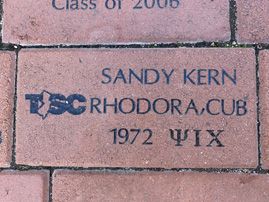 Class of 2006
SANDY KERN
TSC RHODORA, CUB
1972 ΨΙΧ